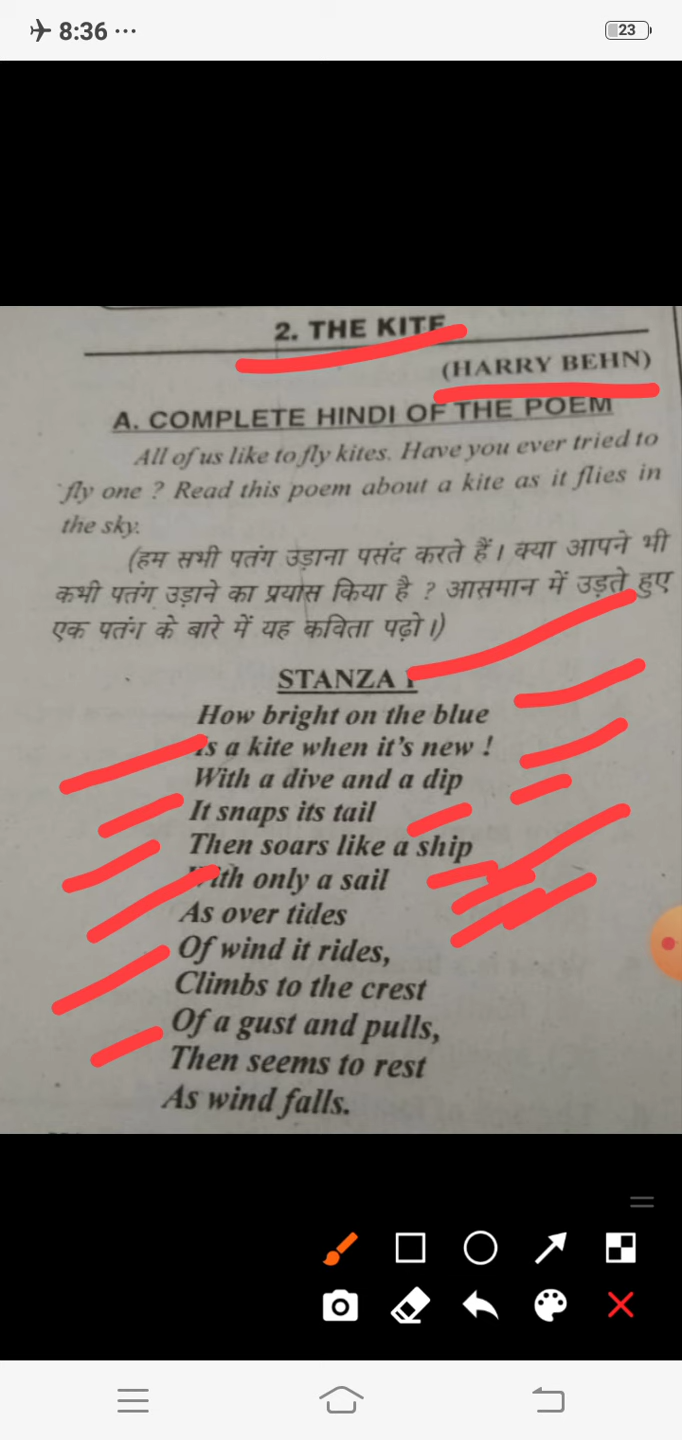 8:36 ...
23
2. THE KITE
(HARRY BEHN)
A. COMPLETE HINDI OF THE POEM
All of us like to fly kites. Have you ever tried to
fly one ? Read this poem about a kite as it flies in
the sky.
(हम सभी पतंग उड़ाना पसंद करते हैं। क्या आपने भी
कभी पतंग उड़ाने का प्रयास किया है ? आसमान में उड़ते हुए
एक पतंग के बारे में यह कविता पढ़ो।)
STANZA 1
How bright on the blue
Is a kite when it's new !
With a dive and a dip
It snaps its tail
Then soars like a ship
With only a sail
As over tides
Of wind it rides,
Climbs to the crest
Of a gust and pulls,
Then seems to rest
As wind falls.